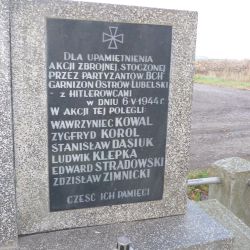 DLA UPAMIĘTNIENIA
AKCJI ZBROJNEJ, STOCZONEJ
PRZEZ PARTYZANTÓW "BCH"
GARNIZON OSTRÓW-LUBELSKI
- Z HITLEROWCAMI
W DNIU 6·V·1944 r.
W AKCJI TEJ POLEGLI:
WAWRZYNIEC KOWAL
ZYGFRYD KOROL
STANISŁAW DASIUK
LUDWIK KLEPKA
EDWARD STRADOWSKI
ZDZISŁAW ZIMNICKI
CZEŚĆ ICH PAMIĘCI